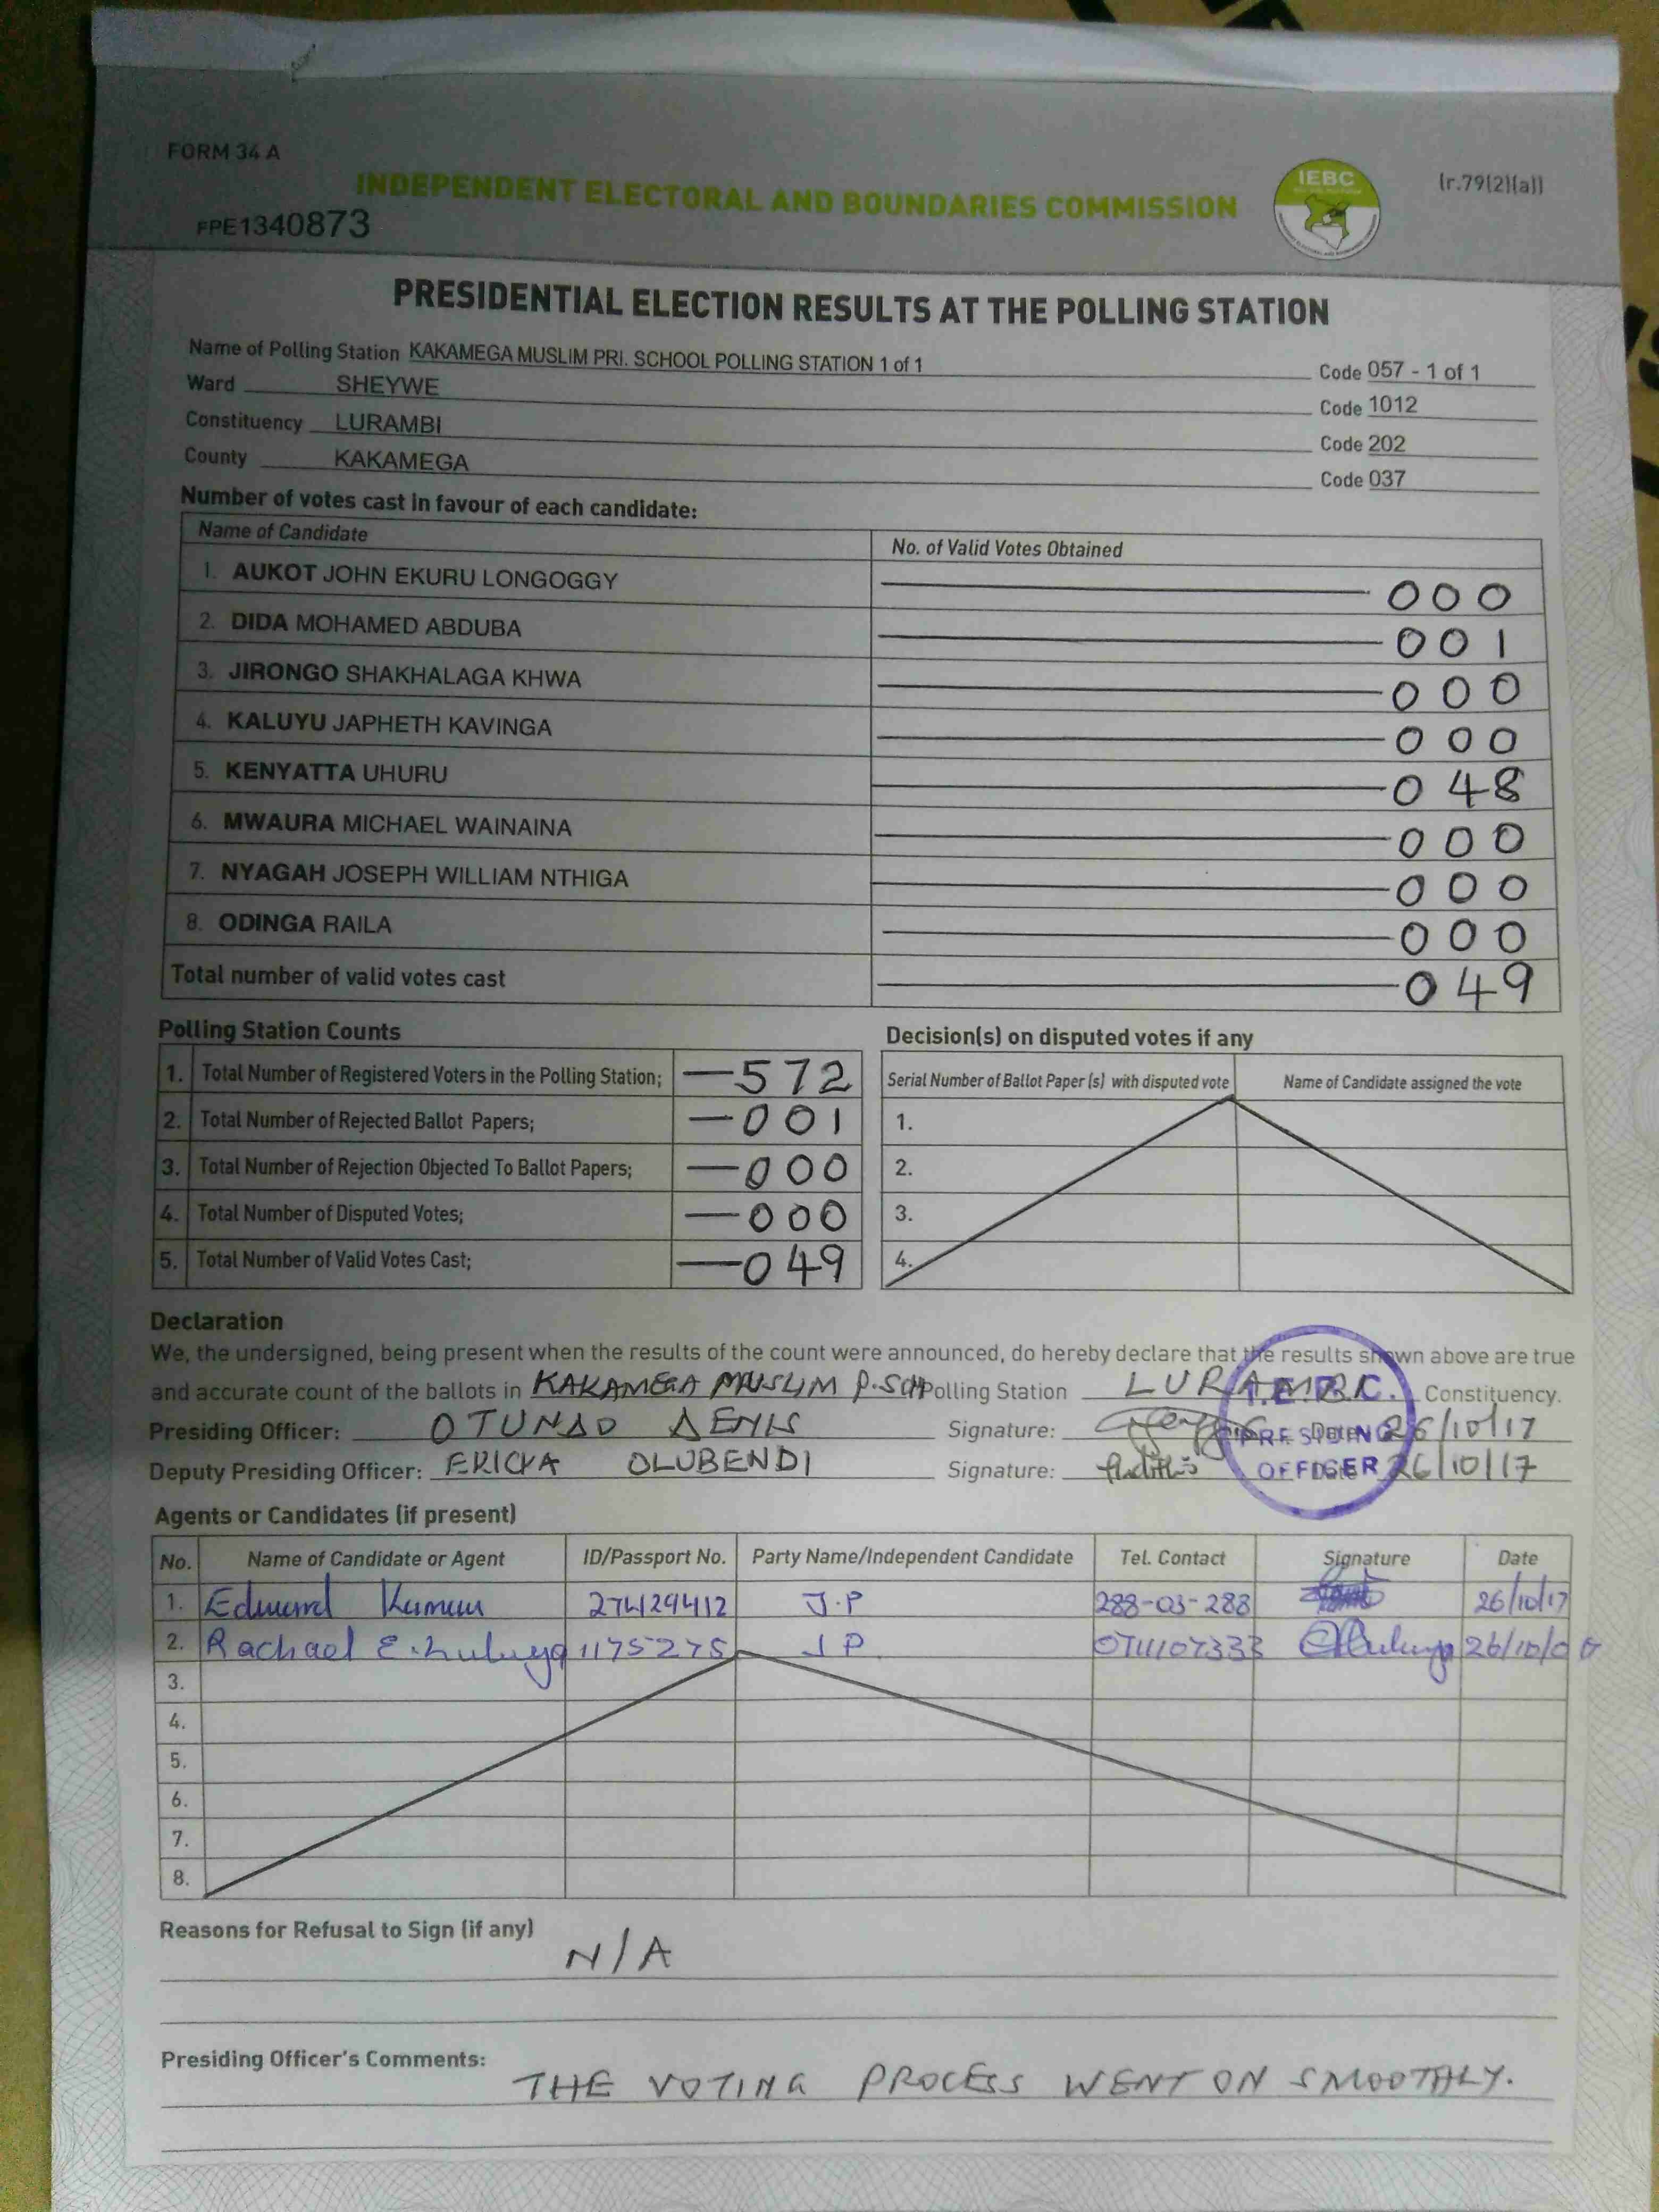 FORM 34 A
INDEPENDENT ELECTORAL AND BOUNDARIES COMMISSION
IEBC
(r.79(2)(a))
FPE1340873
PRESIDENTIAL ELECTION RESULTS AT THE POLLING STATION
Name of Polling Station KAKAMEGA MUSLIM PRI. SCHOOL POLLING STATION 1 of 1 Code 057 - 1 of 1
Ward SHEYWE Code 1012
Constituency LURAMBI Code 202
County KAKAMEGA Code 037
Number of votes cast in favour of each candidate:
Name of Candidate No. of Valid Votes Obtained
1. AUKOT JOHN EKURU LONGOGGY 000
2. DIDA MOHAMED ABDUBA 001
3. JIRONGO SHAKHALAGA KHWA 000
4. KALUYU JAPHETH KAVINGA 000
5. KENYATTA UHURU 048
6. MWAURA MICHAEL WAINAINA 000
7. NYAGAH JOSEPH WILLIAM NTHIGA 000
8. ODINGA RAILA 000
Total number of valid votes cast 049
Polling Station Counts
1. Total Number of Registered Voters in the Polling Station; 572
2. Total Number of Rejected Ballot Papers; 001
3. Total Number of Rejection Objected To Ballot Papers; 000
4. Total Number of Disputed Votes; 000
5. Total Number of Valid Votes Cast; 049
Decision(s) on disputed votes if any
Serial Number of Ballot Paper (s) with disputed vote Name of Candidate assigned the vote
1.
2.
3.
4.
Declaration
We, the undersigned, being present when the results of the count were announced, do hereby declare that the results shown above are true
and accurate count of the ballots in KAKAMEGA MUSLIM P.SCH Polling Station LURAMBI Constituency.
Presiding Officer: OTUNDO DENIS Signature: Date: 26/10/17
Deputy Presiding Officer: ERICKA OLUBENDI Signature: Date: 26/10/17
I.E.B.C.
PRESIDING
OFFICER
Agents or Candidates (if present)
No. Name of Candidate or Agent ID/Passport No. Party Name/Independent Candidate Tel. Contact Signature Date
1. Edward 27429412 J.P 288-03-288 26/10/17
2. Rachael 1175275 J P 26/10/
3.
4.
5.
6.
7.
8.
Reasons for Refusal to Sign (if any)
N/A
Presiding Officer's Comments: THE VOTING PROCESS WENT ON SMOOTHLY.